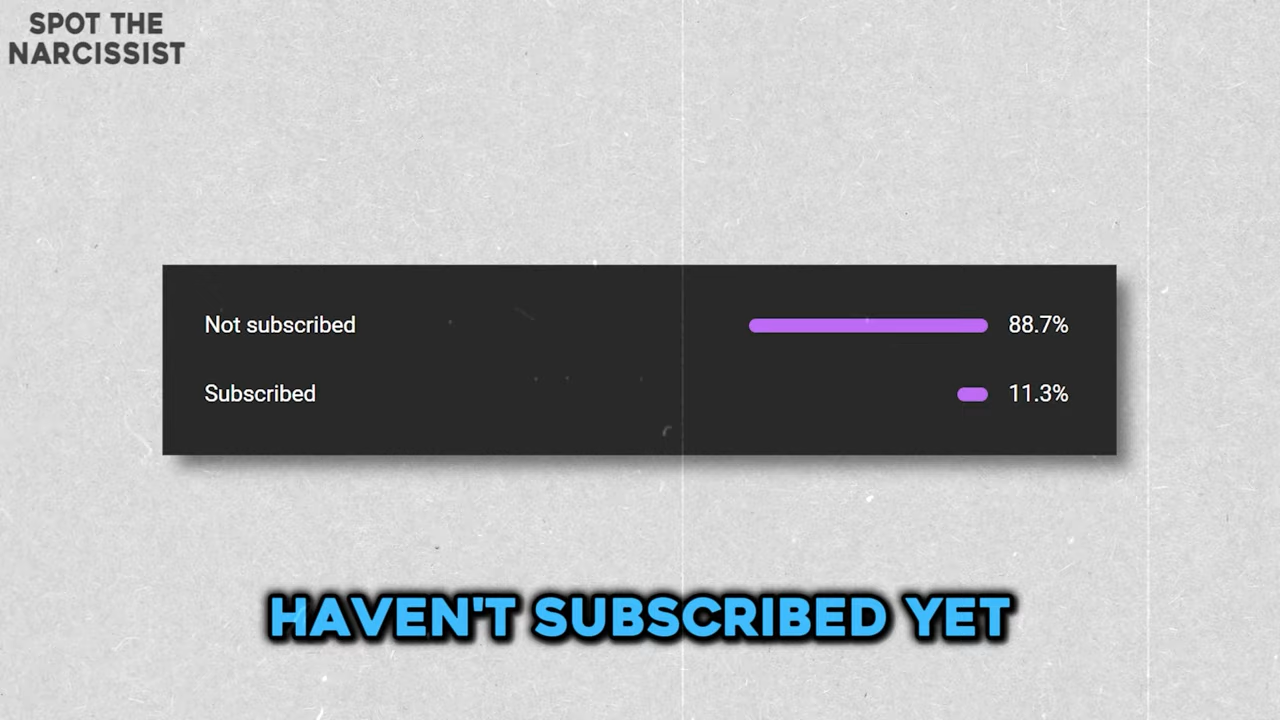 SPOT THE
NARCISSIST
Not subscribed 88.7%
Subscribed 11.3%
HAVEN'T SUBSCRIBED YET